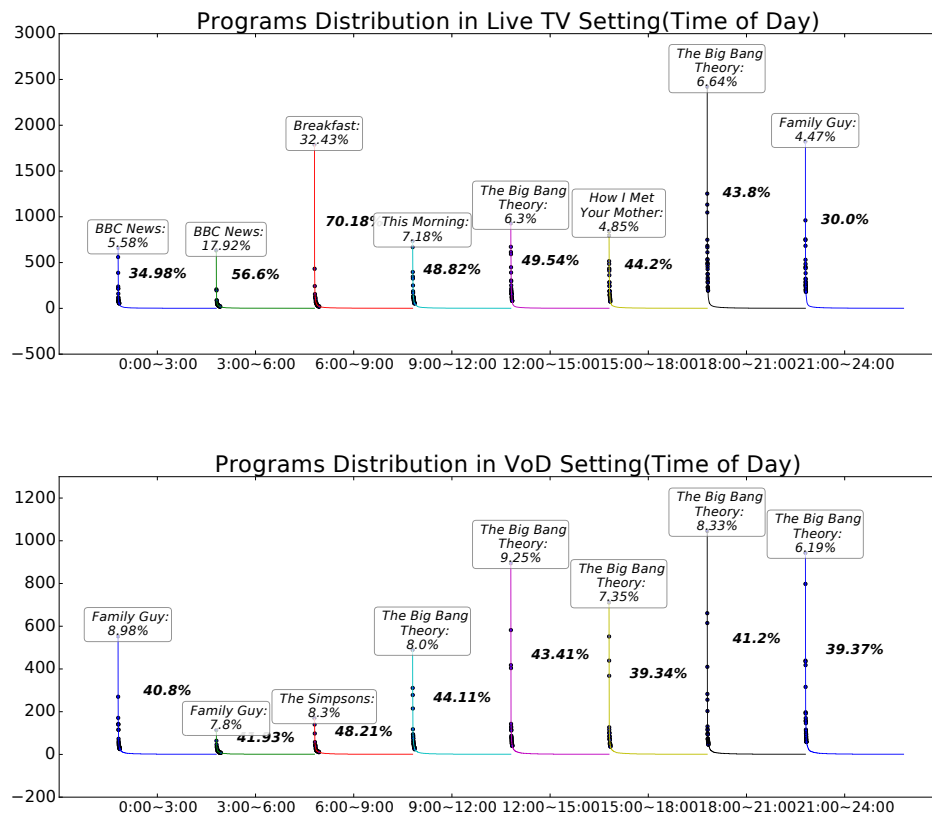 Programs Distribution in Live TV Setting(Time of Day)
3000
2500
2000
1500
1000
500
0
−500
BBC News:
5.58%
34.98%
BBC News:
17.92%
56.6%
Breakfast:
32.43%
70.18%
This Morning:
7.18%
48.82%
The Big Bang
Theory:
6.3%
49.54%
How I Met
Your Mother:
4.85%
44.2%
The Big Bang
Theory:
6.64%
43.8%
Family Guy:
4.47%
30.0%
0:00~3:00 3:00~6:00 6:00~9:00 9:00~12:00 12:00~15:00 15:00~18:00 18:00~21:00 21:00~24:00
Programs Distribution in VoD Setting(Time of Day)
1200
1000
800
600
400
200
0
−200
Family Guy:
8.98%
40.8%
Family Guy:
7.8%
41.93%
The Simpsons:
8.3%
48.21%
The Big Bang
Theory:
8.0%
44.11%
The Big Bang
Theory:
9.25%
43.41%
The Big Bang
Theory:
7.35%
39.34%
The Big Bang
Theory:
8.33%
41.2%
The Big Bang
Theory:
6.19%
39.37%
0:00~3:00 3:00~6:00 6:00~9:00 9:00~12:00 12:00~15:00 15:00~18:00 18:00~21:00 21:00~24:00